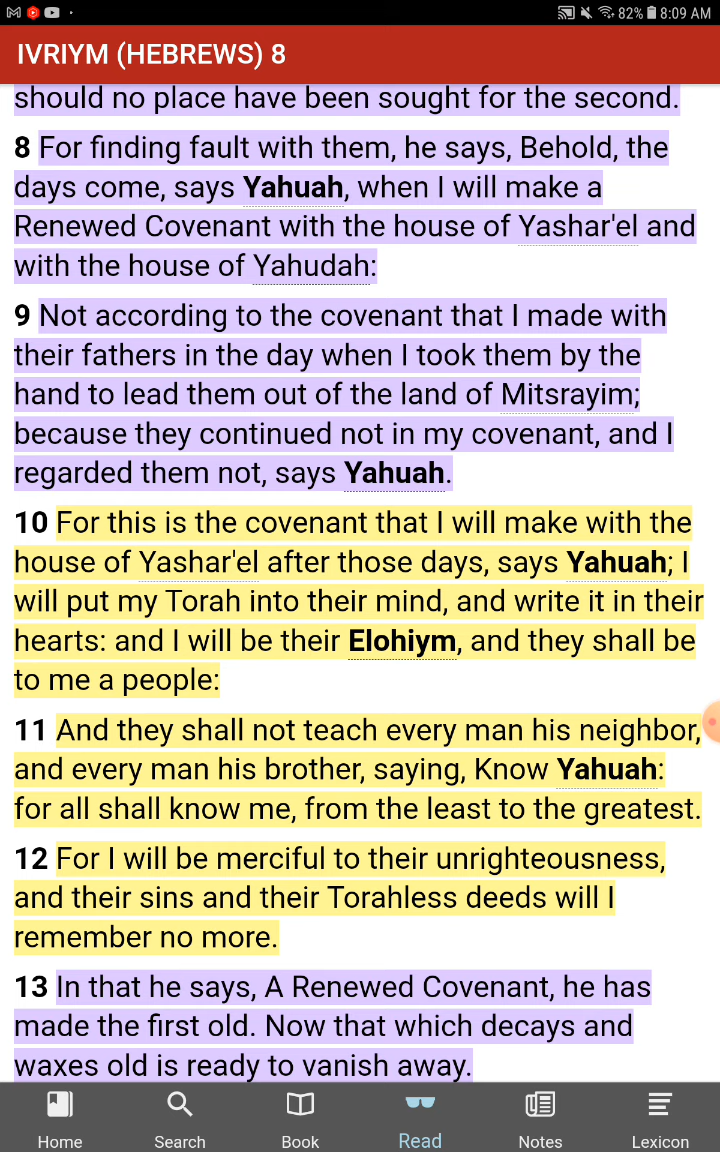 82% 8:09 AM
IVRIYM (HEBREWS) 8
should no place have been sought for the second.
8 For finding fault with them, he says, Behold, the
days come, says Yahuah, when I will make a
Renewed Covenant with the house of Yashar'el and
with the house of Yahudah:
9 Not according to the covenant that I made with
their fathers in the day when I took them by the
hand to lead them out of the land of Mitsrayim;
because they continued not in my covenant, and I
regarded them not, says Yahuah.
10 For this is the covenant that I will make with the
house of Yashar'el after those days, says Yahuah; I
will put my Torah into their mind, and write it in their
hearts: and I will be their Elohiym, and they shall be
to me a people:
11 And they shall not teach every man his neighbor,
and every man his brother, saying, Know Yahuah:
for all shall know me, from the least to the greatest.
12 For I will be merciful to their unrighteousness,
and their sins and their Torahless deeds will I
remember no more.
13 In that he says, A Renewed Covenant, he has
made the first old. Now that which decays and
waxes old is ready to vanish away.
Home Search Book Read Notes Lexicon